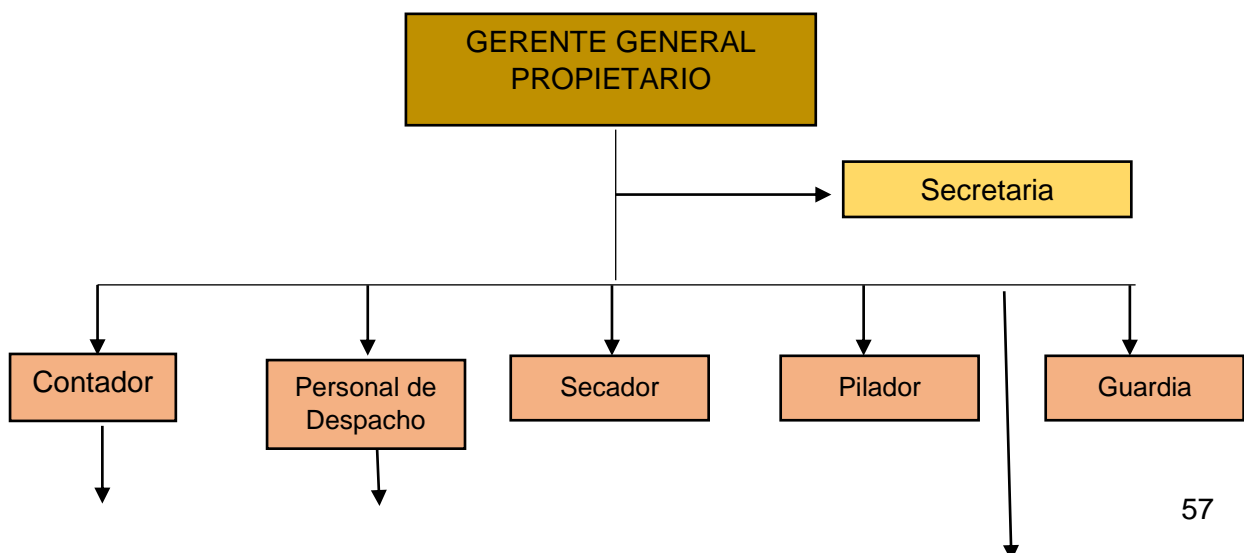 GERENTE GENERAL
PROPIETARIO
Secretaria
Contador
Personal de
Despacho
Secador
Pilador
Guardia
57